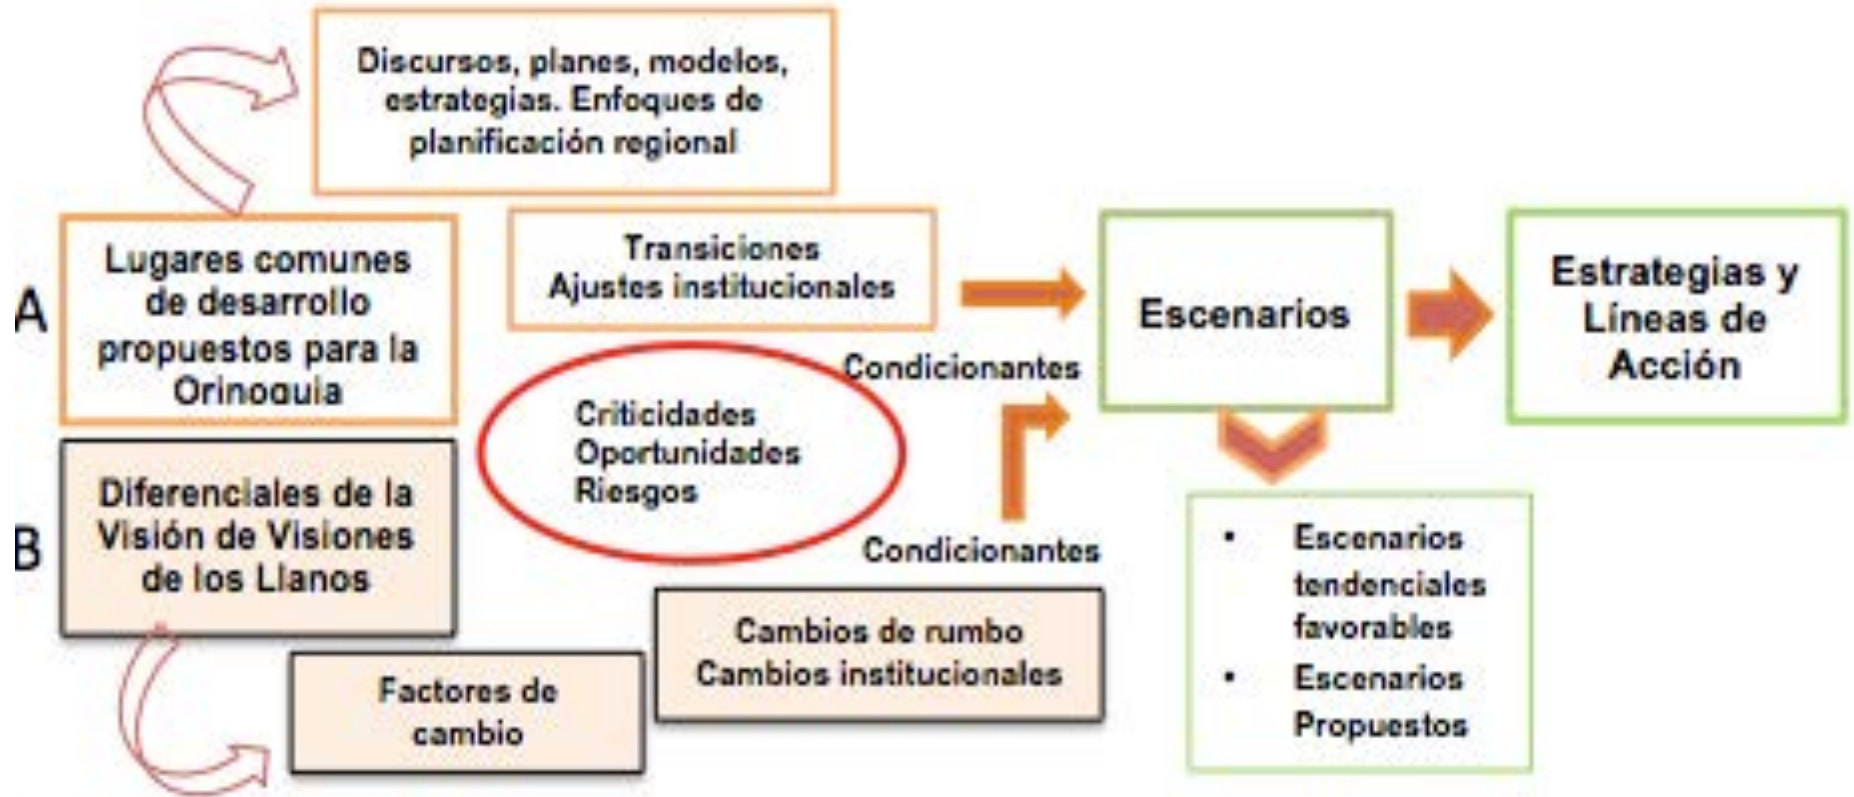 Discursos, planes, modelos,
estrategias. Enfoques de
planificación regional
A
Lugares comunes
de desarrollo
propuestos para la
Orinoquia
Transiciones
Ajustes institucionales
Condicionantes
Escenarios
Estrategias y
Líneas de
Acción
Criticidades
Oportunidades
Riesgos
B
Diferenciales de la
Visión de Visiones
de los Llanos
Condicionantes
Factores de
cambio
Cambios de rumbo
Cambios institucionales
• Escenarios
tendenciales
favorables
• Escenarios
Propuestos